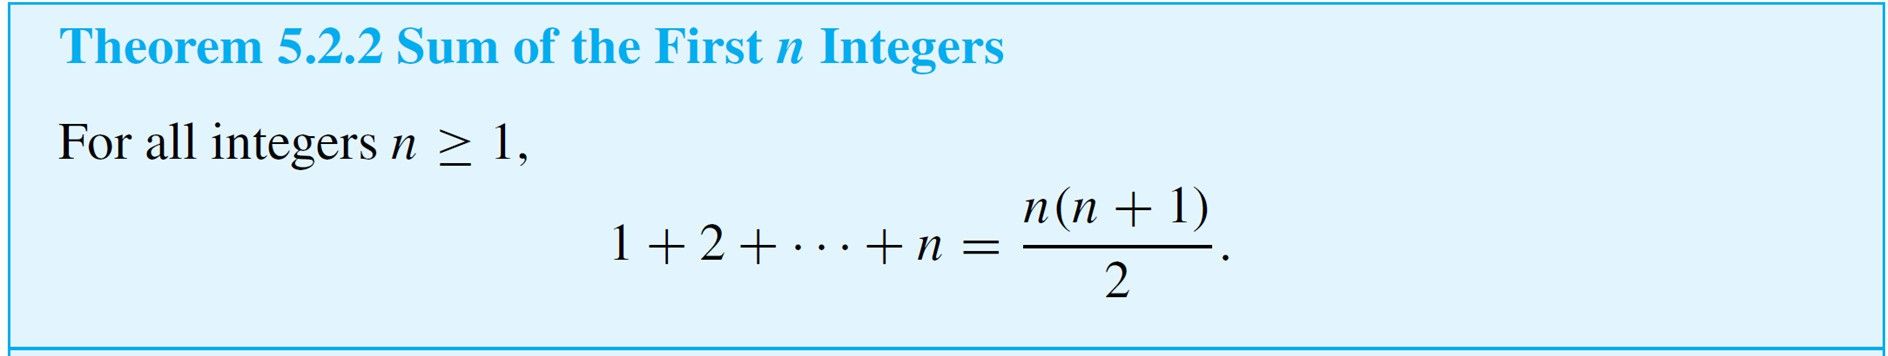 Theorem 5.2.2 Sum of the First n Integers
For all integers n ≥ 1,
1 + 2 + · · · + n = n(n + 1) / 2 .